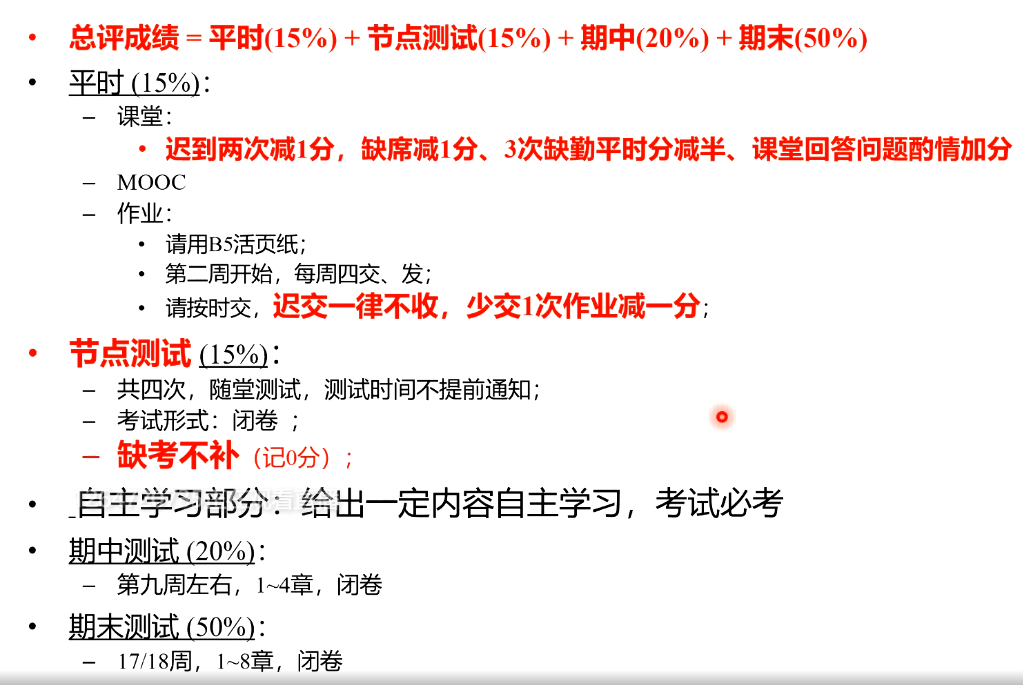 • 总评成绩 = 平时(15%) + 节点测试(15%) + 期中(20%) + 期末(50%)
• 平时 (15%)：
– 课堂：
• 迟到两次减1分，缺席减1分、3次缺勤平时分减半、课堂回答问题酌情加分
– MOOC
– 作业：
• 请用B5活页纸；
• 第二周开始，每周四交、发；
• 请按时交，迟交一律不收，少交1次作业减一分；
• 节点测试 (15%)：
– 共四次，随堂测试，测试时间不提前通知；
– 考试形式：闭卷 ；
– 缺考不补（记0分）；
• 自主学习部分：给出一定内容自主学习，考试必考
• 期中测试 (20%)：
– 第九周左右，1~4章，闭卷
• 期末测试 (50%)：
– 17/18周，1~8章，闭卷